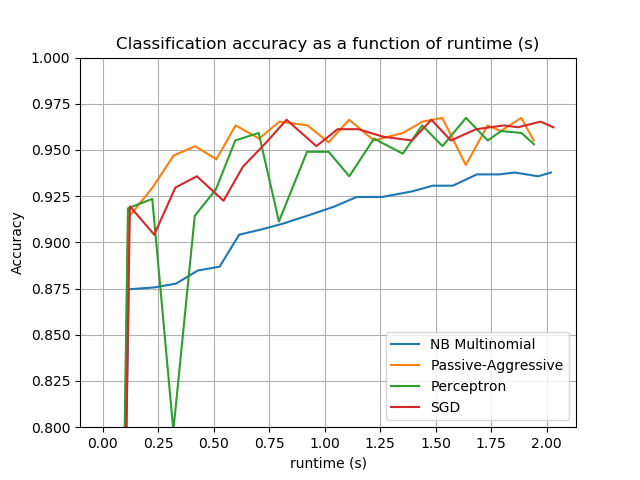 Classification accuracy as a function of runtime (s)
1.000
0.975
0.950
0.925
0.900
0.875
0.850
0.825
0.800
Accuracy
NB Multinomial
Passive-Aggressive
Perceptron
SGD
0.00 0.25 0.50 0.75 1.00 1.25 1.50 1.75 2.00
runtime (s)